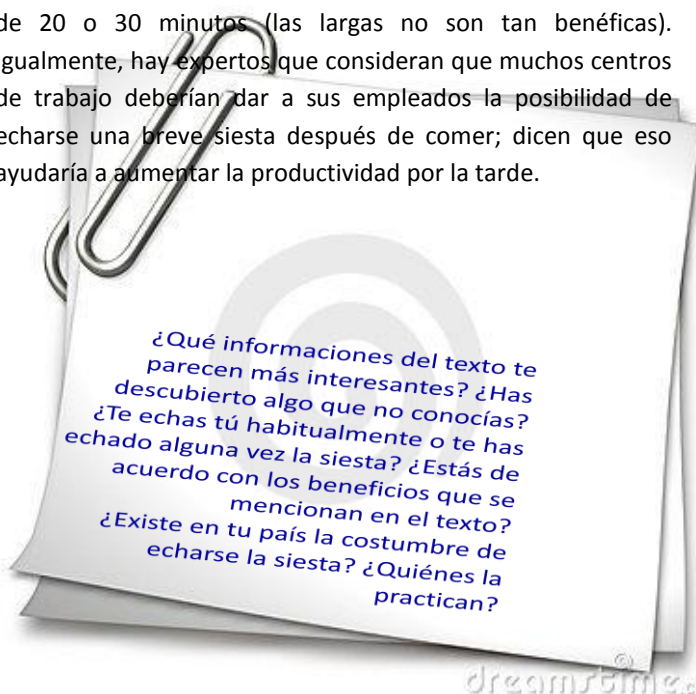 de 20 o 30 minutos (las largas no son tan benéficas).
Igualmente, hay expertos que consideran que muchos centros
de trabajo deberían dar a sus empleados la posibilidad de
echarse una breve siesta después de comer; dicen que eso
ayudaría a aumentar la productividad por la tarde.
¿Qué informaciones del texto te
parecen más interesantes? ¿Has
descubierto algo que no conocías?
¿Te echas tú habitualmente o te has
echado alguna vez la siesta? ¿Estás de
acuerdo con los beneficios que se
mencionan en el texto?
¿Existe en tu país la costumbre de
echarse la siesta? ¿Quiénes la
practican?
dreamstime